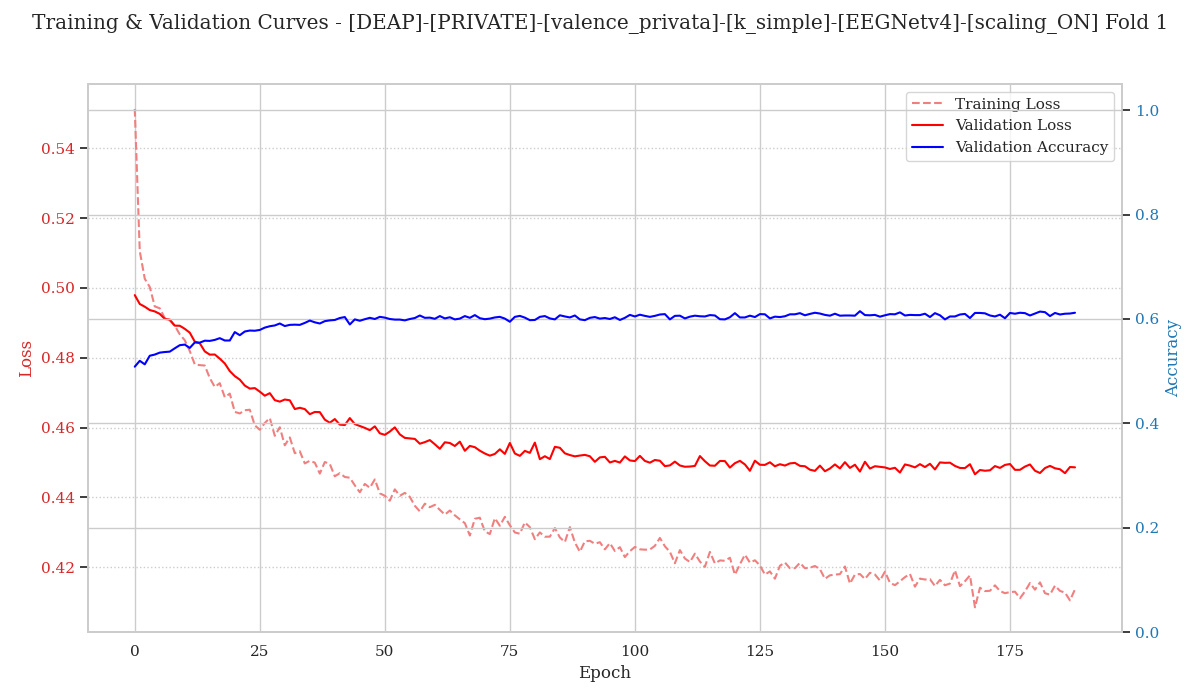 Training & Validation Curves - [DEAP]-[PRIVATE]-[valence_privata]-[k_simple]-[EEGNetv4]-[scaling_ON] Fold 1
Training Loss
Validation Loss
Validation Accuracy
0.54
0.52
0.50
0.48
0.46
0.44
0.42
Loss
1.0
0.8
0.6
0.4
0.2
0.0
Accuracy
0 25 50 75 100 125 150 175
Epoch